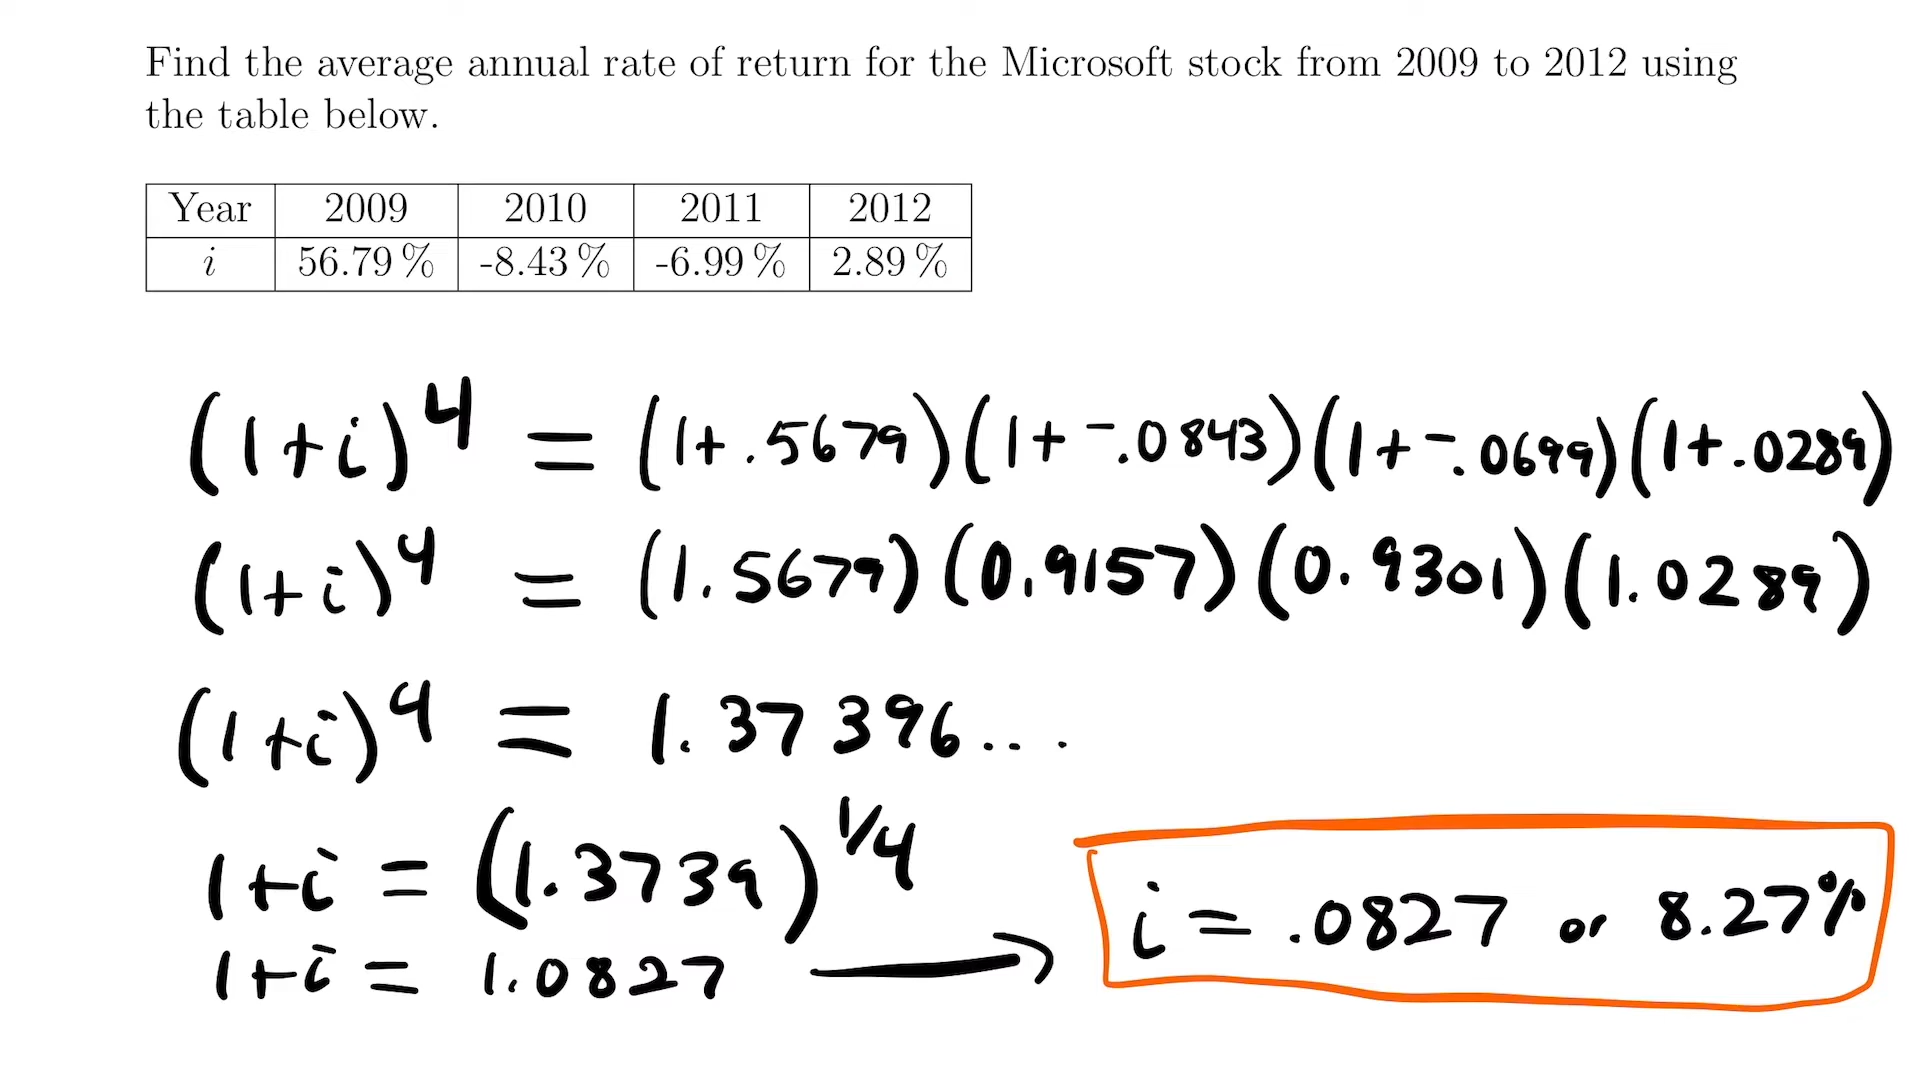 Find the average annual rate of return for the Microsoft stock from 2009 to 2012 using
the table below.
Year 2009 2010 2011 2012
i 56.79 % -8.43 % -6.99 % 2.89 %
(1+i)^4 = (1+.5679)(1+-.0843)(1+-.0699)(1+.0289)
(1+i)^4 = (1.5679)(0.9157)(0.9301)(1.0289)
(1+i)^4 = 1.37396...
1+i = (1.3739)^1/4
1+i = 1.0827 → i = .0827 or 8.27%